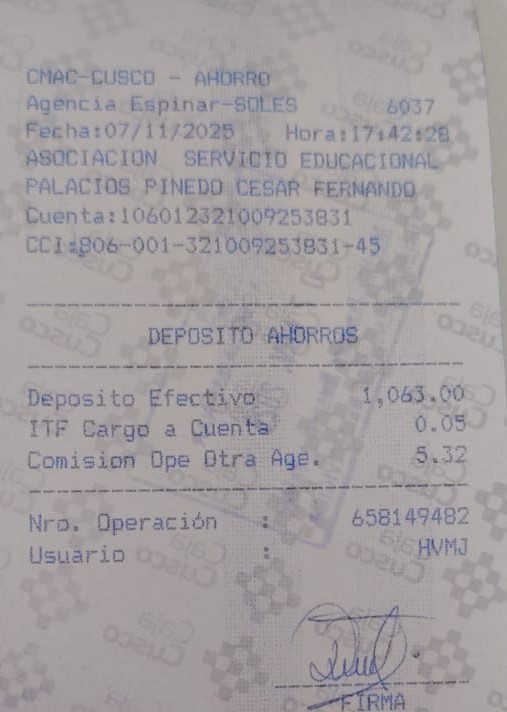 CMAC-CUSCO - AHORRO
Agencia Espinar-SOLES 6937
Fecha:07/11/2025 Hora:17:42:28
ASOCIACION SERVICIO EDUCACIONAL
PALACIOS PINEDO CESAR FERNANDO
Cuenta:106012321009253831
CCI:806-001-321009253831-45
DEPOSITO AHORROS
Deposito Efectivo 1,063.00
ITF Cargo a Cuenta 0.05
Comision Ope Otra Age. 5.32
Nro. Operación : 658149482
Usuario : HVMJ
FIRMA